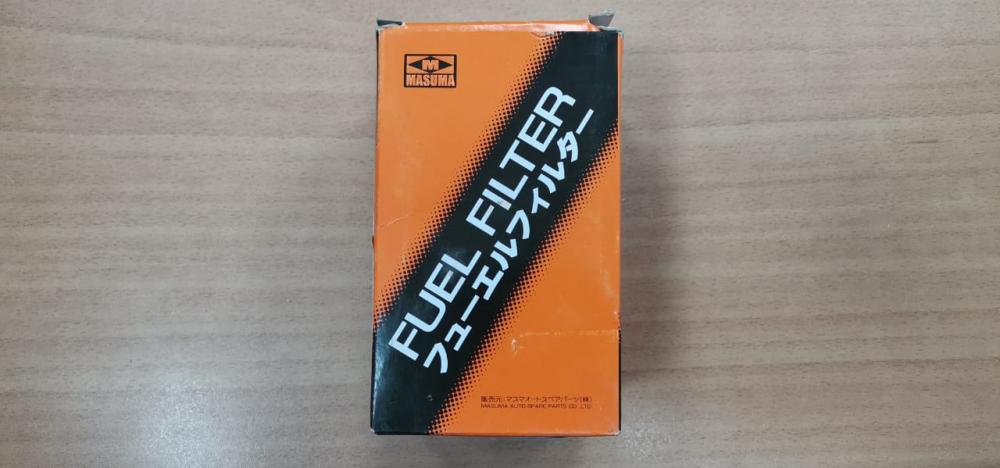 M
MASUMA
FUEL FILTER
フューエルフィルター
販売元:マスマオートスペアパーツ(株)
MASUMA AUTO SPARE PARTS CO.,LTD